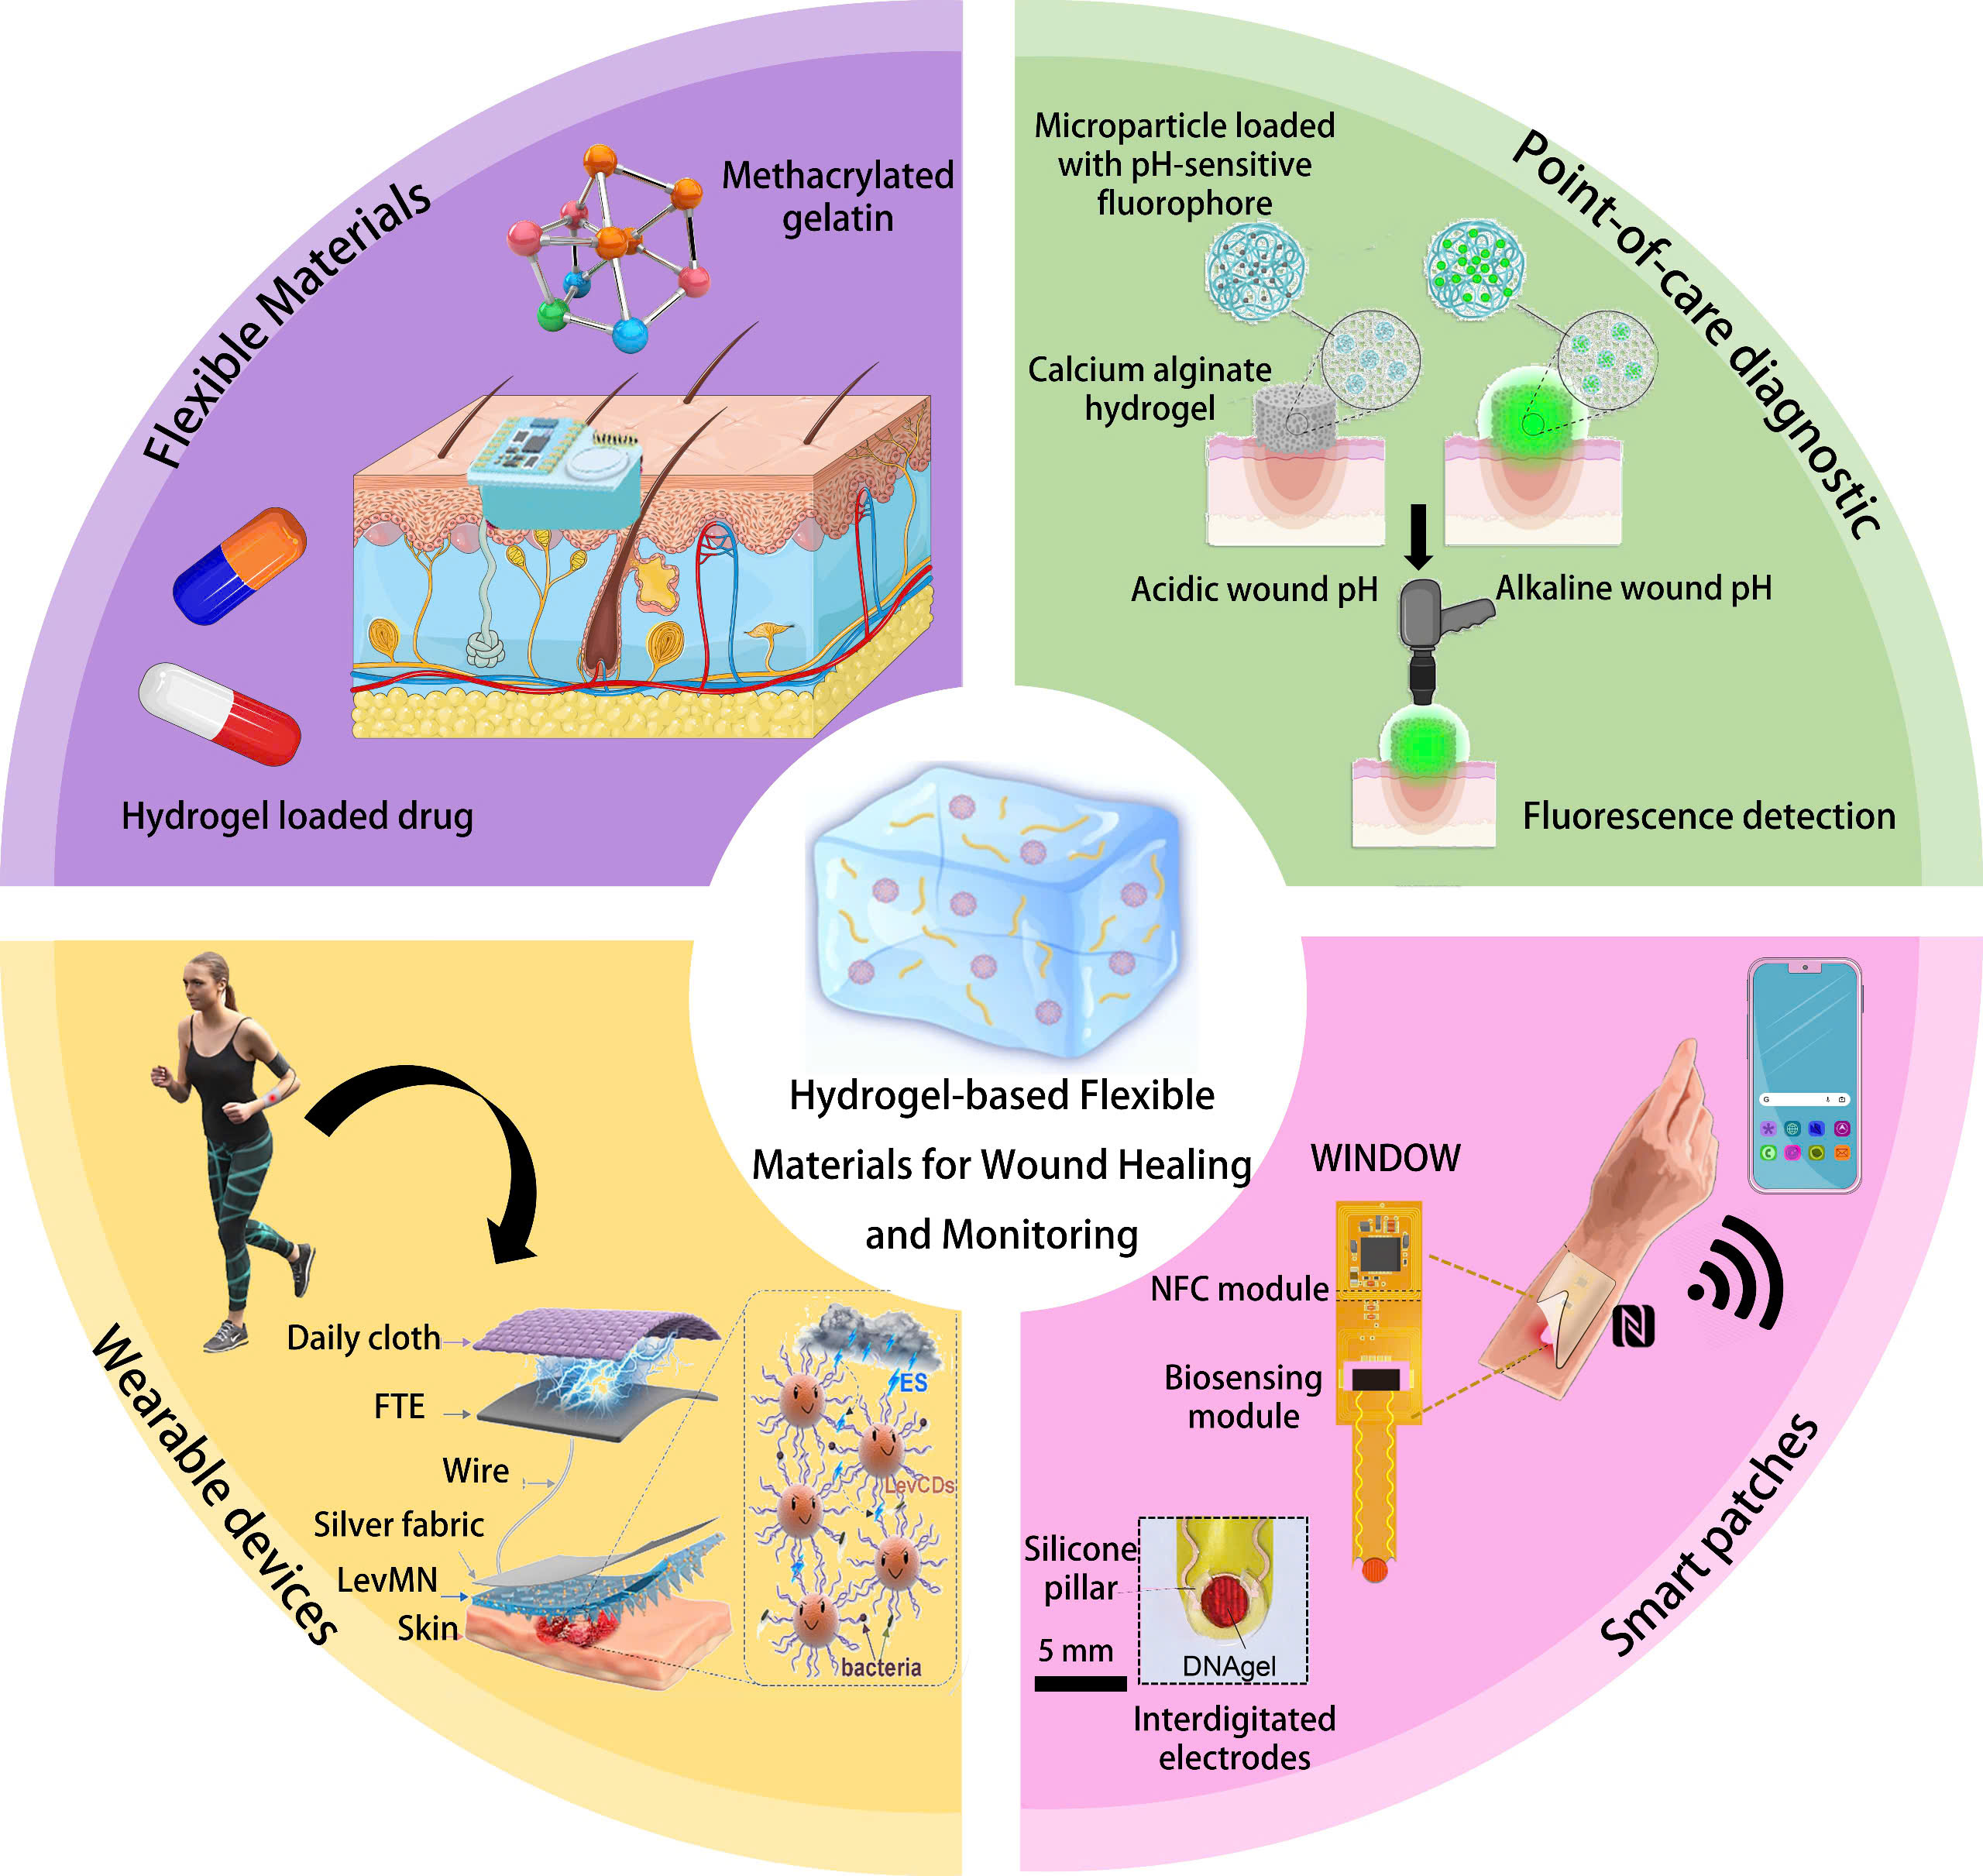 Flexible Materials
Methacrylated
gelatin
Hydrogel loaded drug
Point-of-care diagnostic
Microparticle loaded
with pH-sensitive
fluorophore
Calcium alginate
hydrogel
Acidic wound pH
Alkaline wound pH
Fluorescence detection
Hydrogel-based Flexible
Materials for Wound Healing
and Monitoring
Wearable devices
Daily cloth
FTE
Wire
Silver fabric
LevMN
Skin
ES
LevCDs
bacteria
Smart patches
WINDOW
NFC module
Biosensing
module
Silicone
pillar
5 mm
DNAgel
Interdigitated
electrodes
G
N